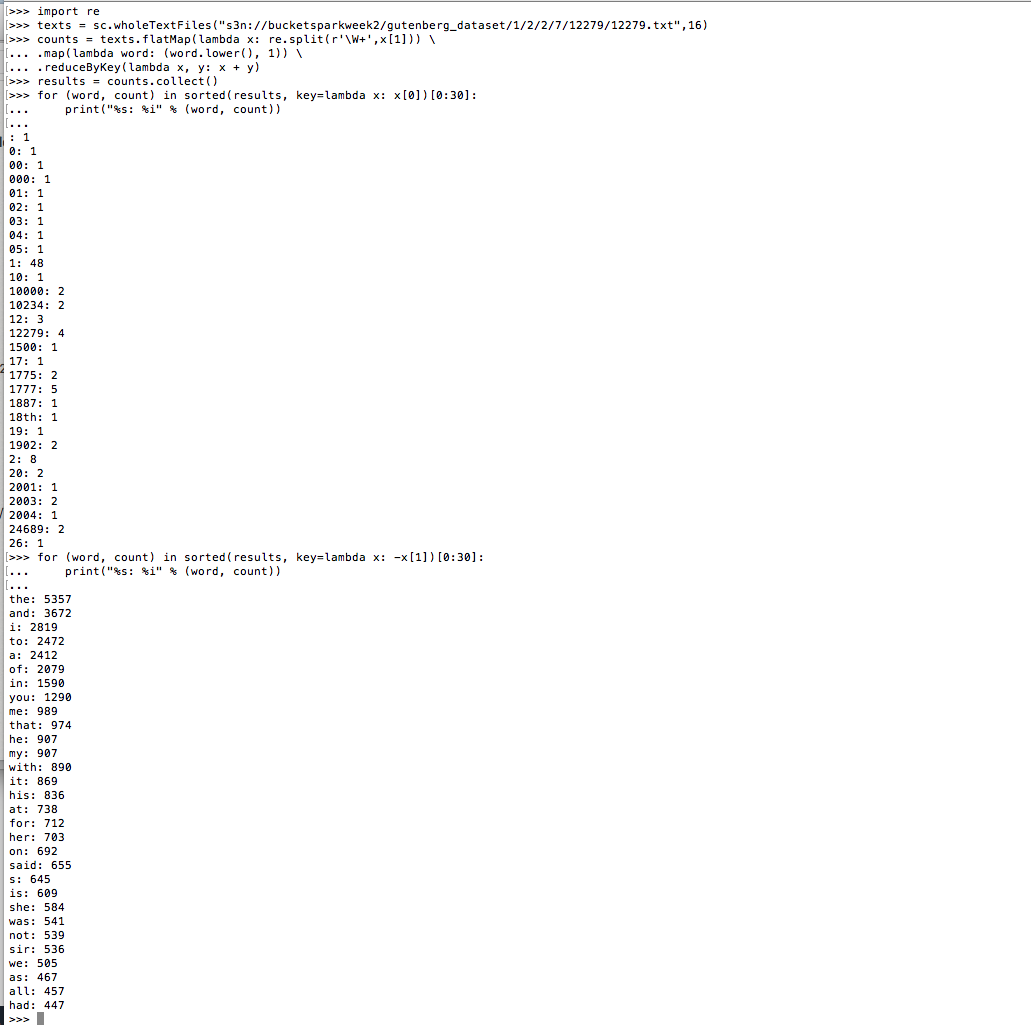 [>>> import re
[>>> texts = sc.wholeTextFiles("s3n://bucketsparkweek2/gutenberg_dataset/1/2/2/7/12279/12279.txt",16)
[>>> counts = texts.flatMap(lambda x: re.split(r'\W+',x[1])) \
[... .map(lambda word: (word.lower(), 1)) \
[... .reduceByKey(lambda x, y: x + y)
[>>> results = counts.collect()
[>>> for (word, count) in sorted(results, key=lambda x: x[0])[0:30]:
[...     print("%s: %i" % (word, count))
[...
: 1
0: 1
00: 1
000: 1
01: 1
02: 1
03: 1
04: 1
05: 1
1: 48
10: 1
10000: 2
10234: 2
12: 3
12279: 4
1500: 1
17: 1
1775: 2
1777: 5
1887: 1
18th: 1
19: 1
1902: 2
2: 8
20: 2
2001: 1
2003: 2
2004: 1
24689: 2
26: 1
[>>> for (word, count) in sorted(results, key=lambda x: -x[1])[0:30]:
[...     print("%s: %i" % (word, count))
[...
the: 5357
and: 3672
i: 2819
to: 2472
a: 2412
of: 2079
in: 1590
you: 1290
me: 989
that: 974
he: 907
my: 907
with: 890
it: 869
his: 836
at: 738
for: 712
her: 703
on: 692
said: 655
s: 645
is: 609
she: 584
was: 541
not: 539
sir: 536
we: 505
as: 467
all: 457
had: 447
>>>